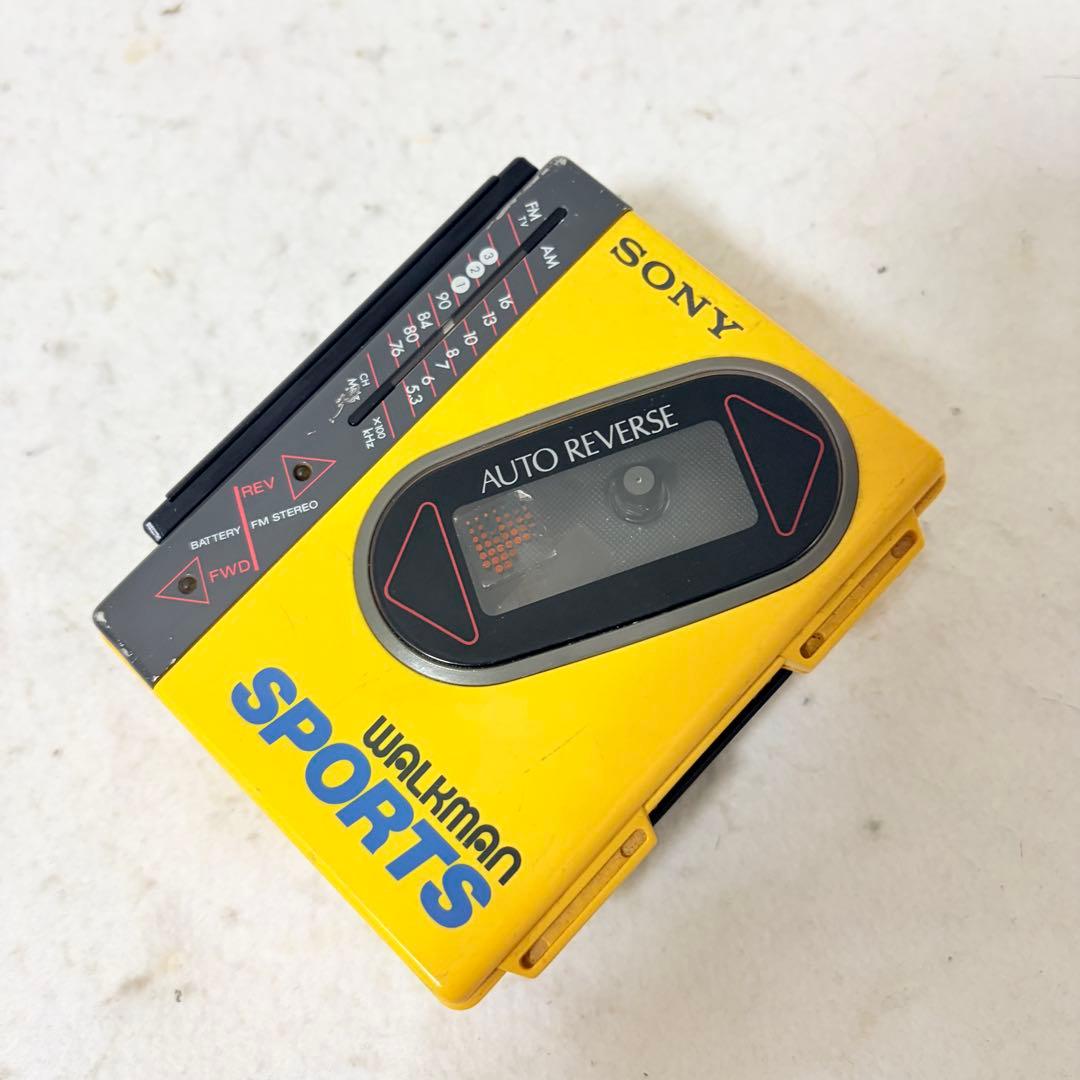 SONY
FM
TV
AM
3
2
1
90
84
80
76
CH
MHz
16
13
10
8
7
6
5.3
X100
kHz
AUTO REVERSE
REV
BATTERY
FM STEREO
FWD
WALKMAN
SPORTS